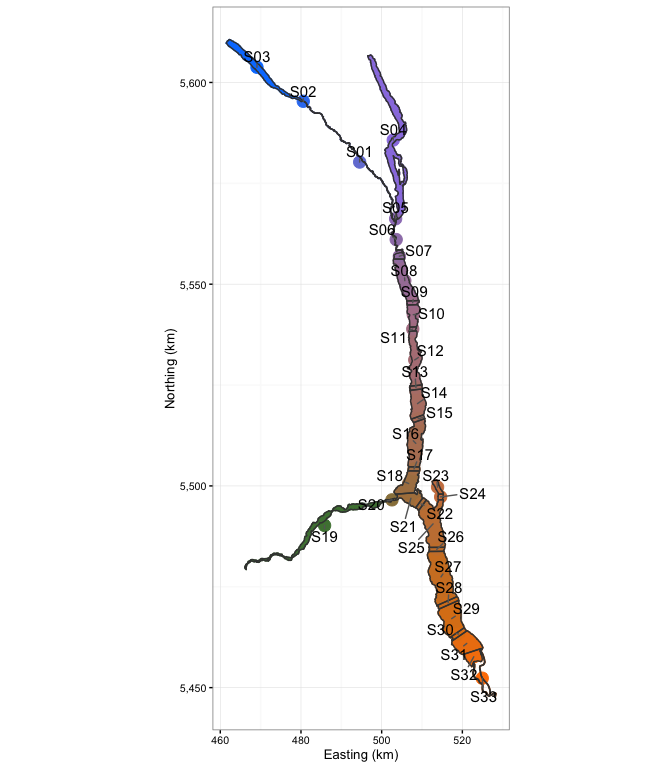 S03
5,600
S02
S04
S01
S05
S06
S07
S08
5,550
S09
S10
S11
S12
S13
S14
S15
S16
S17
S18
S23
5,500
S24
S20
S22
S21
S19
S26
S25
S27
S28
S29
S30
S31
S32
5,450
S33
460
480
500
520
Easting (km)
Northing (km)